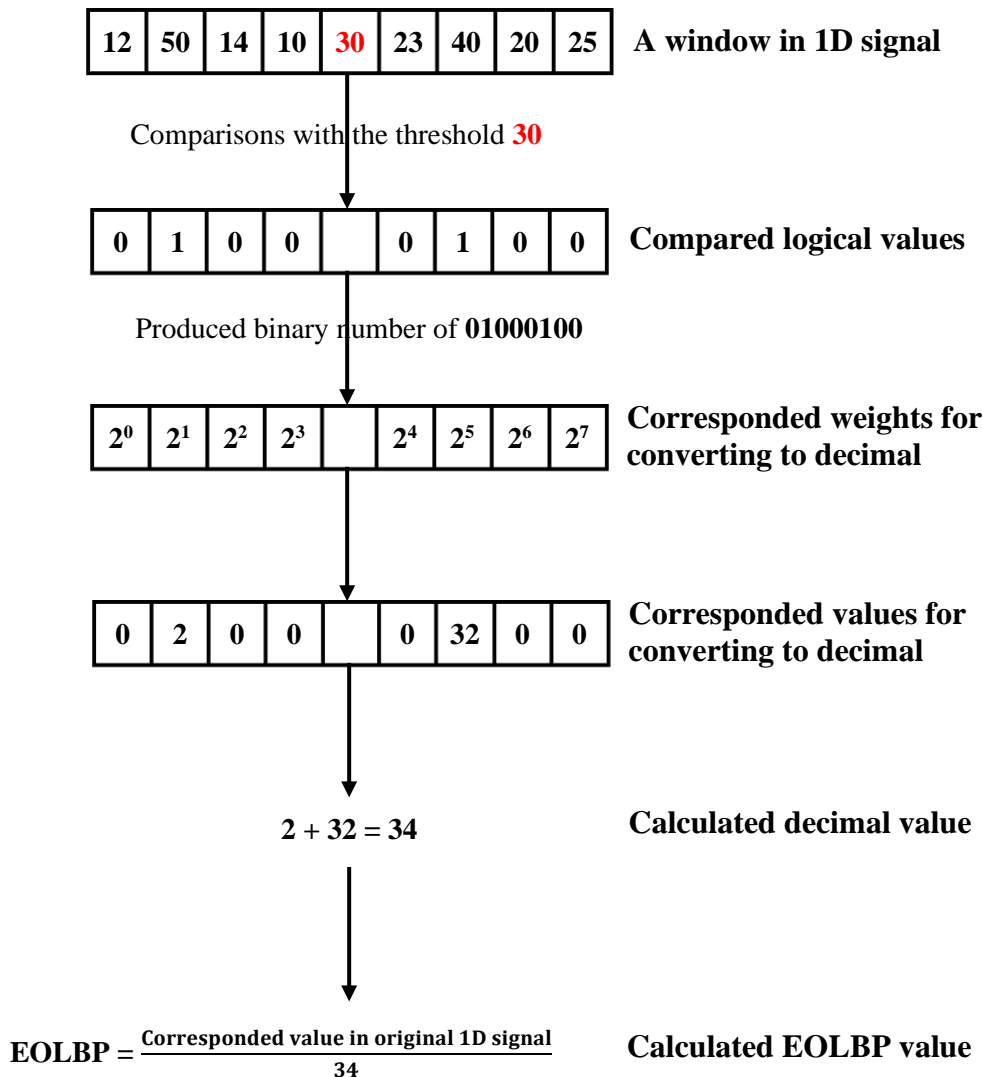 12 50 14 10 30 23 40 20 25 A window in 1D signal
Comparisons with the threshold 30
0 1 0 0 0 1 0 0 Compared logical values
Produced binary number of 01000100
2⁰ 2¹ 2² 2³ 2⁴ 2⁵ 2⁶ 2⁷
Corresponded weights for
converting to decimal
0 2 0 0 0 32 0 0
Corresponded values for
converting to decimal
2 + 32 = 34 Calculated decimal value
EOLBP = Corresponded value in original 1D signal
34
Calculated EOLBP value